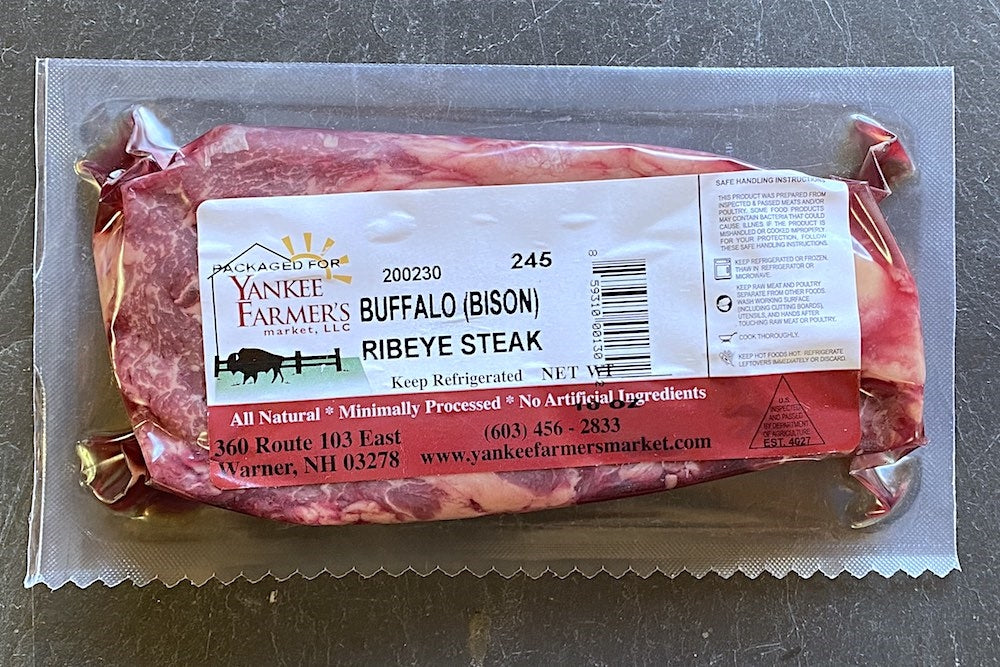 PACKAGED FOR
YANKEE
FARMER'S
market, LLC
200230 245
BUFFALO (BISON)
RIBEYE STEAK
Keep Refrigerated NET
8 59310 00130 2
All Natural * Minimally Processed * No Artificial Ingredients
360 Route 103 East
Warner, NH 03278
(603) 456 - 2833
www.yankeefarmersmarket.com
SAFE HANDLING INSTRUCTIONS
THIS PRODUCT WAS PREPARED FROM
INSPECTED & PASSED MEATS AND/OR
POULTRY. SOME FOOD PRODUCTS
MAY CONTAIN BACTERIA THAT COULD
CAUSE ILLNES IF THE PRODUCT IS
MISHANDLED OR COOKED IMPROPERLY.
FOR YOUR PROTECTION, FOLLOW
THESE SAFE HANDLING INSTRUCTIONS.
KEEP REFRIGERATED OR FROZEN.
THAW IN REFRIGERATOR OR
MICROWAVE.
KEEP RAW MEAT AND POULTRY
SEPARATE FROM OTHER FOODS.
WASH WORKING SURFACE
(INCLUDING CUTTING BOARDS),
UTENSILS, AND HANDS AFTER
TOUCHING RAW MEAT OR POULTRY.
COOK THOROUGHLY.
KEEP HOT FOODS HOT. REFRIGERATE
LEFTOVERS IMMEDIATELY OR DISCARD.
U.S.
INSPECTED
AND PASSED
BY DEPARTMENT
OF AGRICULTURE
EST. 4027